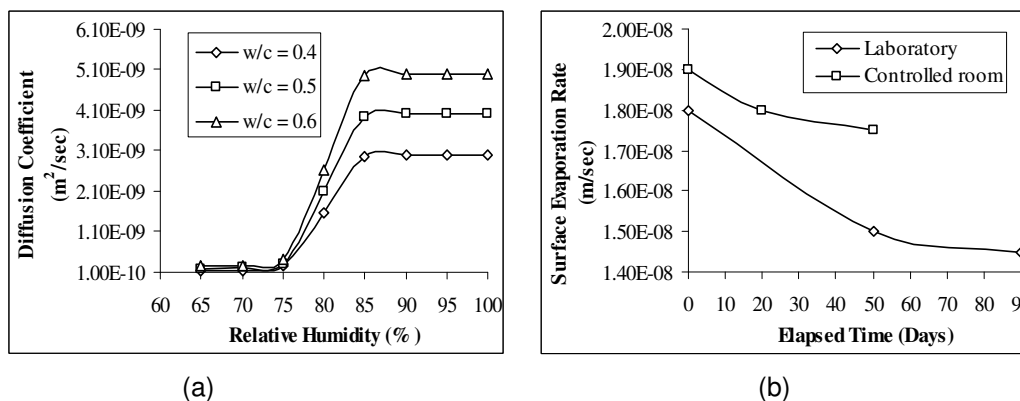 6.10E-09
5.10E-09
4.10E-09
3.10E-09
2.10E-09
1.10E-09
1.00E-10
Diffusion Coefficient
(m²/sec)
w/c = 0.4
w/c = 0.5
w/c = 0.6
60 65 70 75 80 85 90 95 100
Relative Humidity (% )
(a)
2.00E-08
1.90E-08
1.80E-08
1.70E-08
1.60E-08
1.50E-08
1.40E-08
Surface Evaporation Rate
(m/sec)
Laboratory
Controlled room
0 10 20 30 40 50 60 70 80 9
Elapsed Time (Days)
(b)